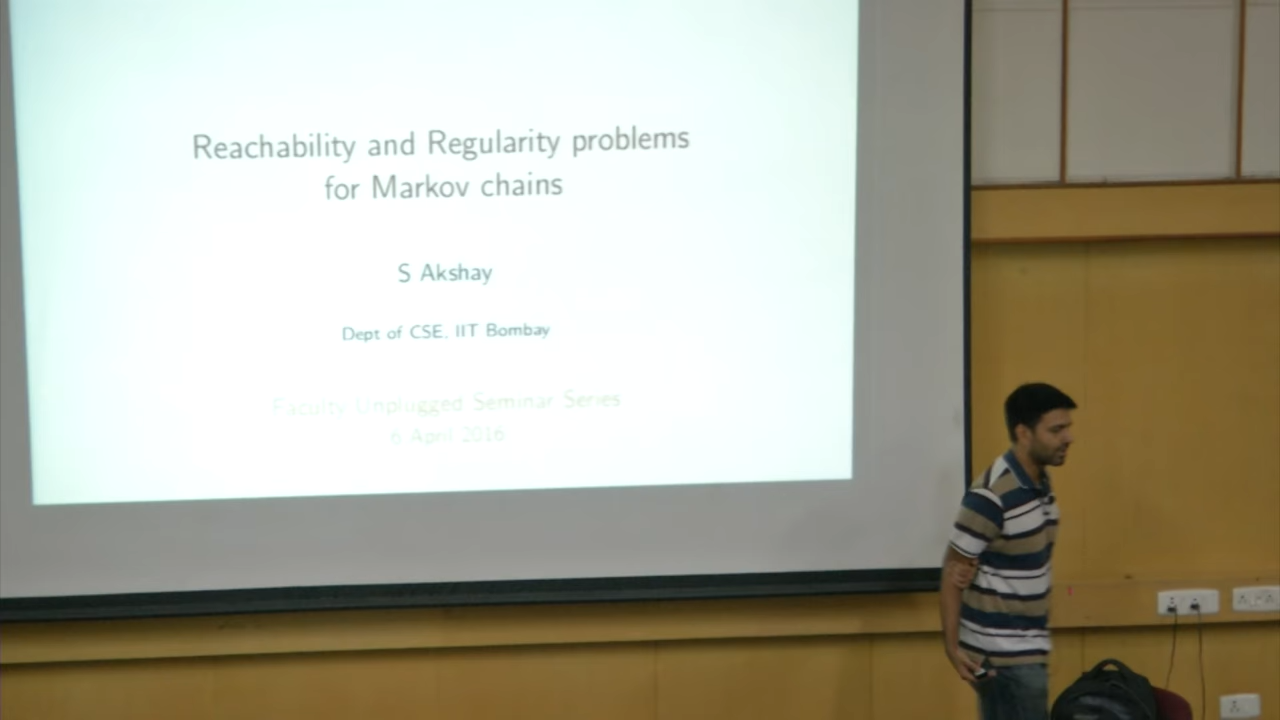 Reachability and Regularity problems
for Markov chains
S Akshay
Dept of CSE, IIT Bombay
Faculty Unplugged Seminar Series
6 April 2016